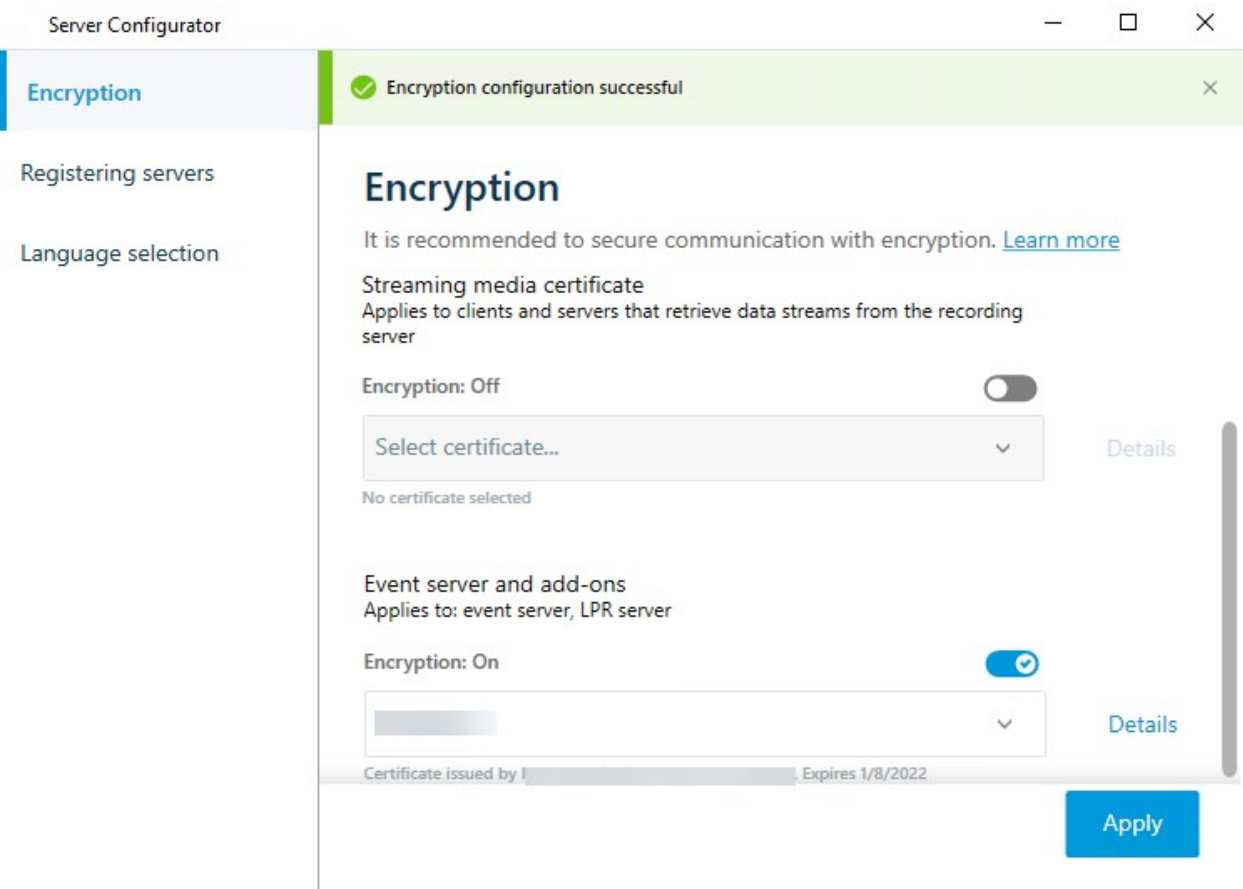 Server Configurator
Encryption
Registering servers
Language selection
Encryption configuration successful
Encryption
It is recommended to secure communication with encryption. Learn more
Streaming media certificate
Applies to clients and servers that retrieve data streams from the recording
server
Encryption: Off
Select certificate...
Details
No certificate selected
Event server and add-ons
Applies to: event server, LPR server
Encryption: On
Details
Certificate issued by . Expires 1/8/2022
Apply